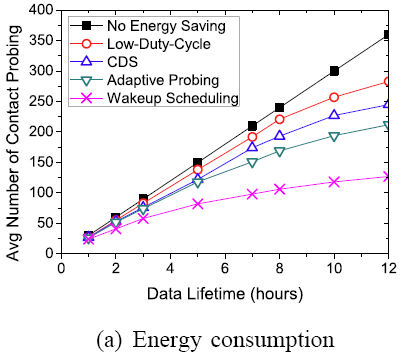 400
350
300
250
200
150
100
50
0
Avg Number of Contact Probing
No Energy Saving
Low-Duty-Cycle
CDS
Adaptive Probing
Wakeup Scheduling
0 2 4 6 8 10 12
Data Lifetime (hours)
(a) Energy consumption